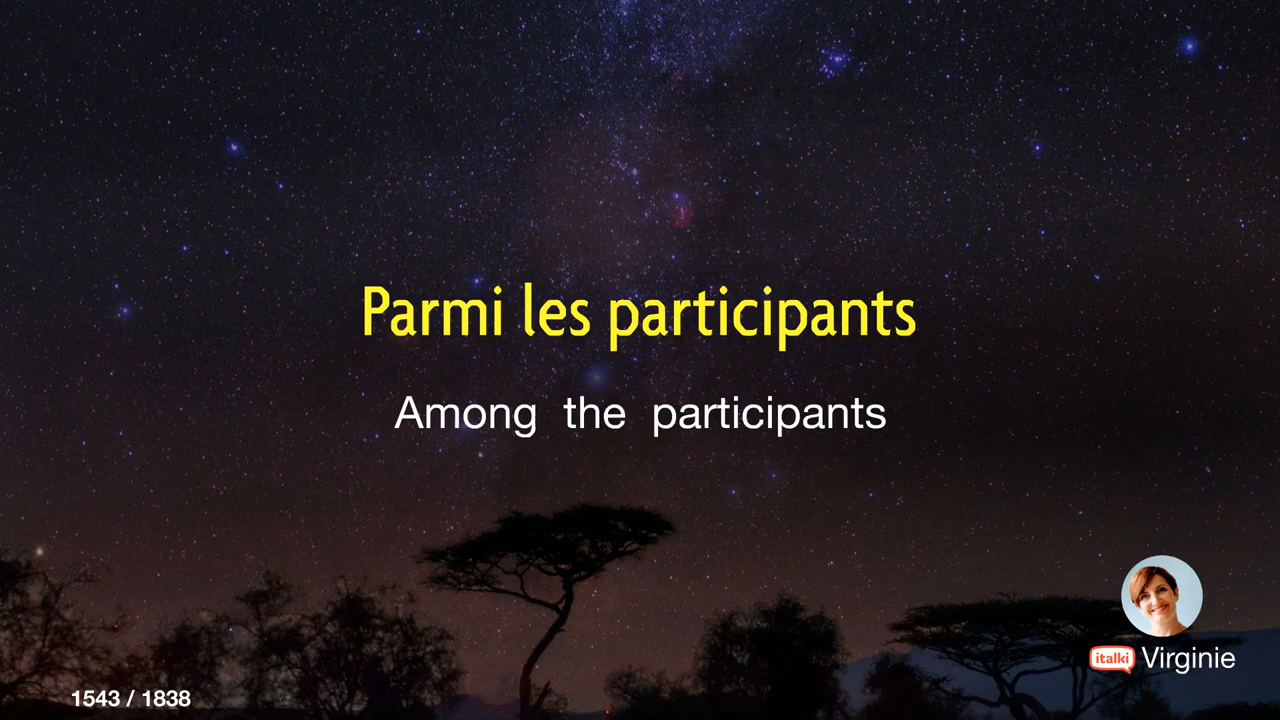 Parmi les participants
Among the participants
italki Virginie
1543 / 1838